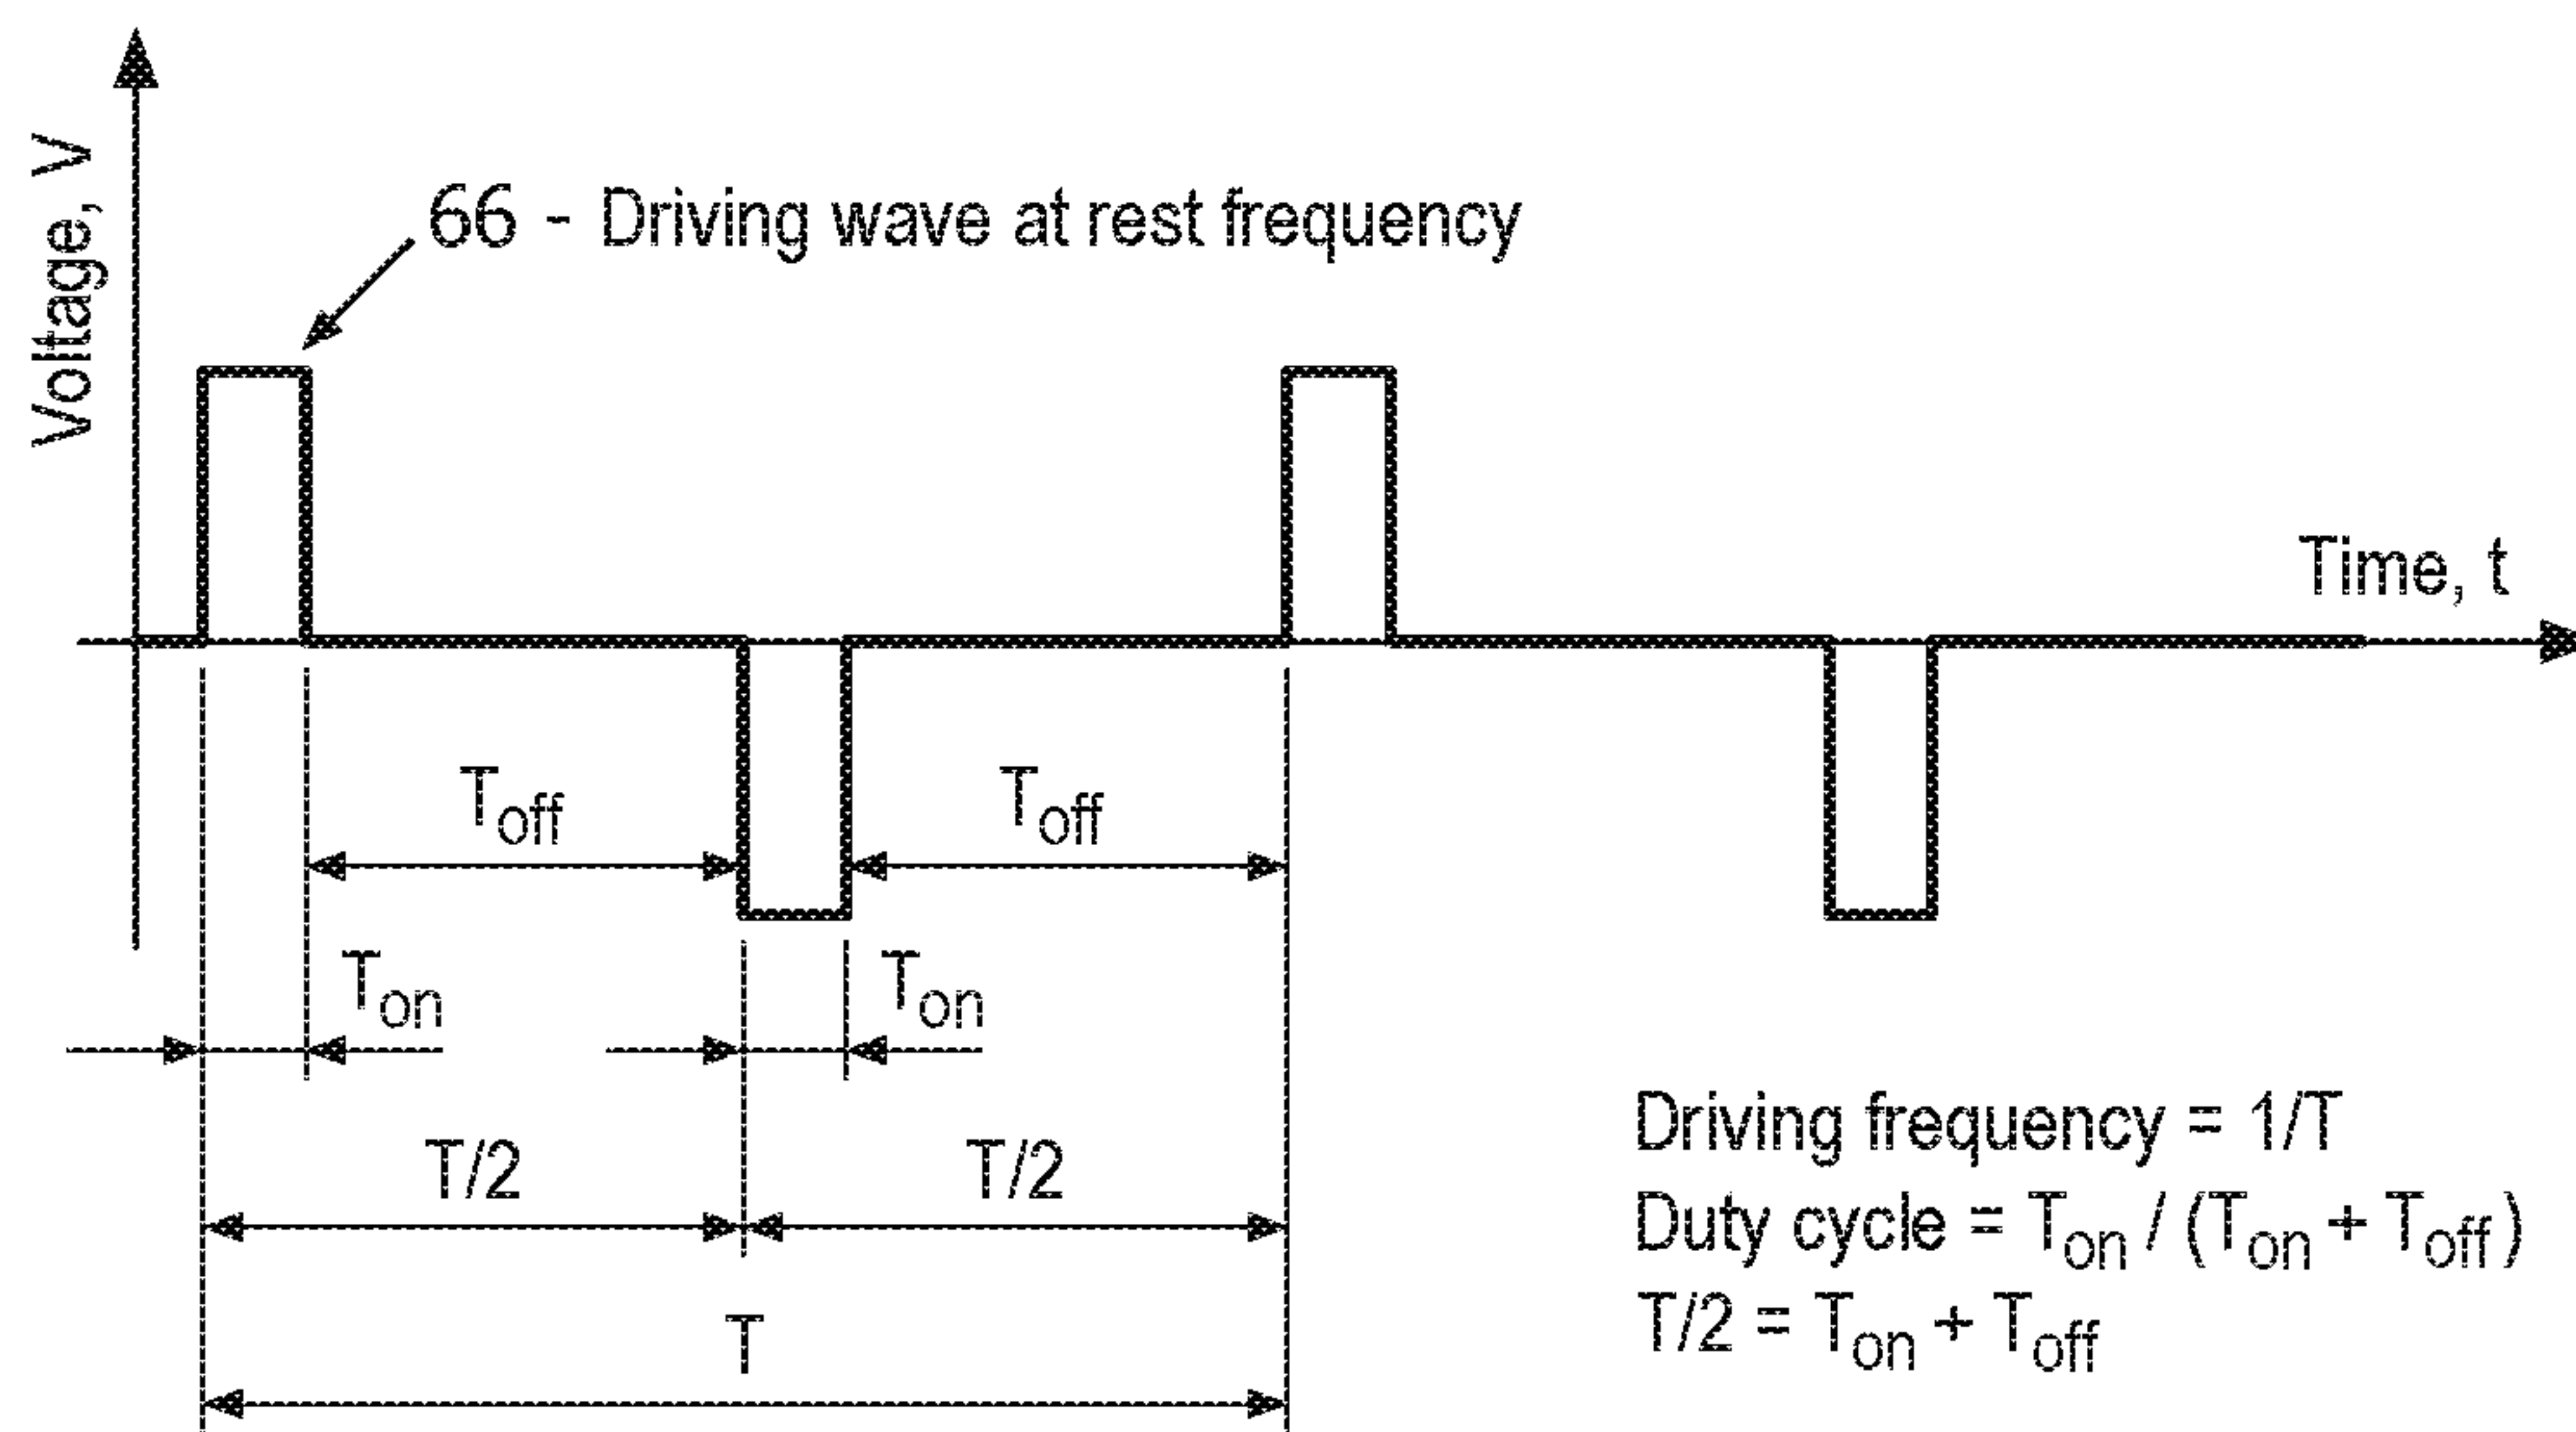 Voltage, V
66 - Driving wave at rest frequency
Time, t
Toff
Toff
Ton
Ton
T/2
T/2
T
Driving frequency = 1/T
Duty cycle = Ton / (Ton + Toff)
T/2 = Ton + Toff